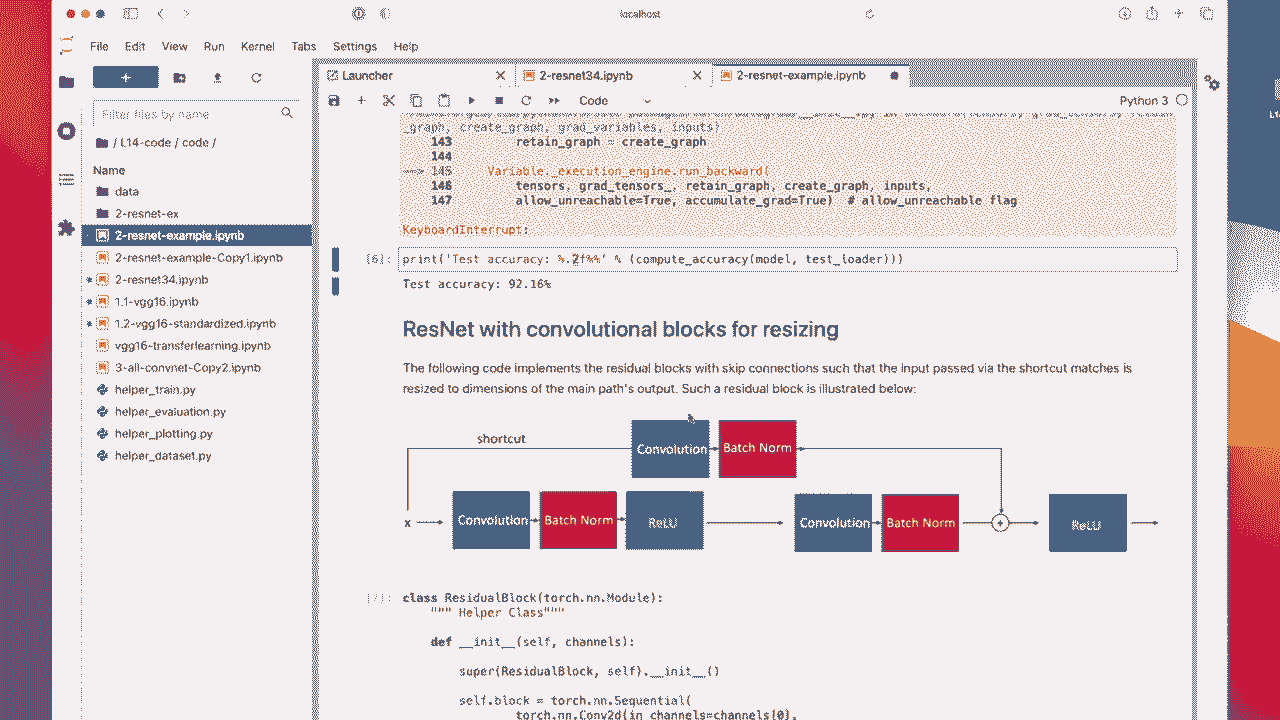 localhost
File Edit View Run Kernel Tabs Settings Help
Launcher
2-resnet34.ipynb
2-resnet-example.ipynb
Code
Python 3
L14
Filter files by name
/ L14-code / code /
Name
data
2-resnet-ex
2-resnet-example.ipynb
2-resnet-example-Copy1.ipynb
2-resnet34.ipynb
1.1-vgg16.ipynb
1.2-vgg16-standardized.ipynb
vgg16-transferlearning.ipynb
3-all-convnet-Copy2.ipynb
helper_train.py
helper_evaluation.py
helper_plotting.py
helper_dataset.py
_graph, create_graph, grad_variables, inputs)
143 retain_graph = create_graph
144
145 Variable._execution_engine.run_backward(
146 tensors, grad_tensors_, retain_graph, create_graph, inputs,
147 allow_unreachable=True, accumulate_grad=True) # allow_unreachable flag
KeyboardInterrupt:
[6]: print('Test accuracy: %.2f%%' % (compute_accuracy(model, test_loader)))
Test accuracy: 92.16%
ResNet with convolutional blocks for resizing
The following code implements the residual blocks with skip connections such that the input passed via the shortcut matches is
resized to dimensions of the main path's output. Such a residual block is illustrated below:
shortcut
Convolution
Batch Norm
x
Convolution
Batch Norm
ReLU
Convolution
Batch Norm
+
ReLU
[7]: class ResidualBlock(torch.nn.Module):
""" Helper Class"""
def __init__(self, channels):
super(ResidualBlock, self).__init__()
self.block = torch.nn.Sequential(
torch.nn.Conv2d(in_channels=channels[0],